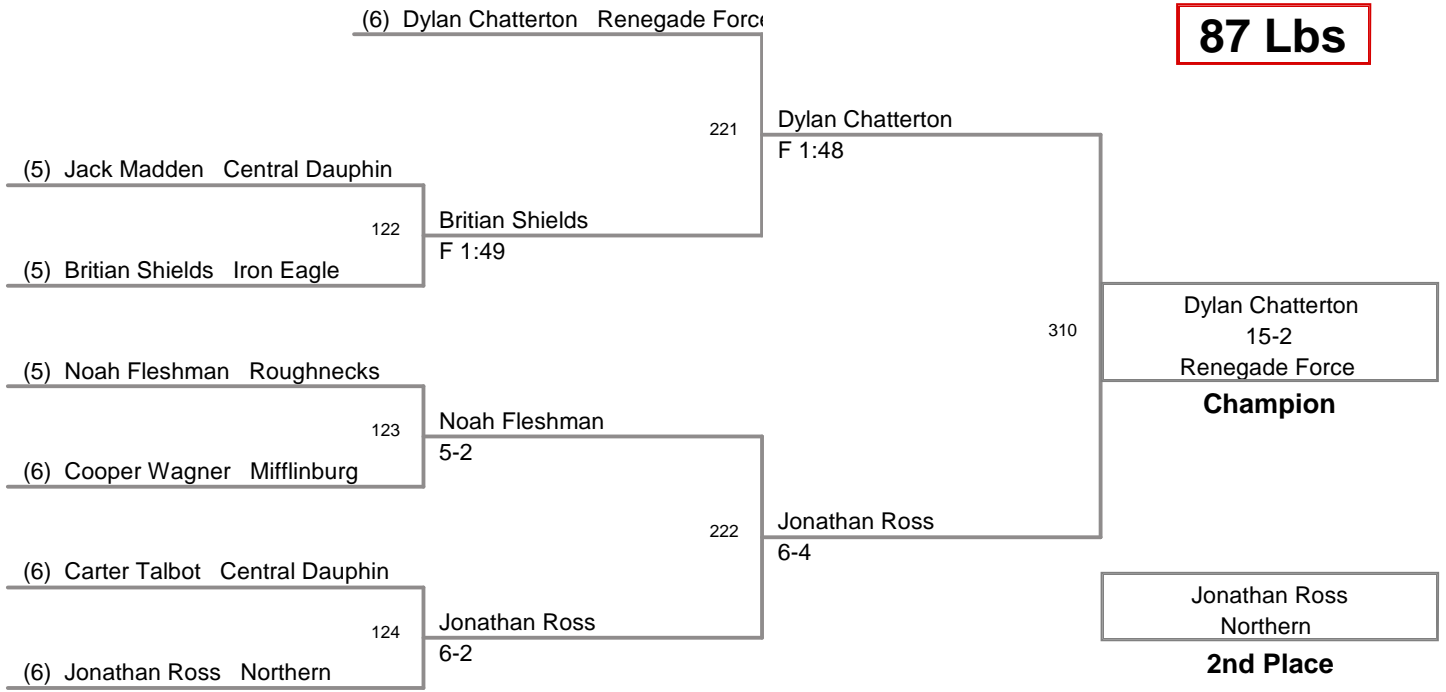 (6) Dylan Chatterton Renegade Force
87 Lbs
221
Dylan Chatterton
F 1:48
(5) Jack Madden Central Dauphin
122
Britian Shields
F 1:49
(5) Britian Shields Iron Eagle
310
Dylan Chatterton
15-2
Renegade Force
Champion
(5) Noah Fleshman Roughnecks
123
Noah Fleshman
5-2
(6) Cooper Wagner Mifflinburg
222
Jonathan Ross
6-4
(6) Carter Talbot Central Dauphin
124
Jonathan Ross
6-2
(6) Jonathan Ross Northern
Jonathan Ross
Northern
2nd Place